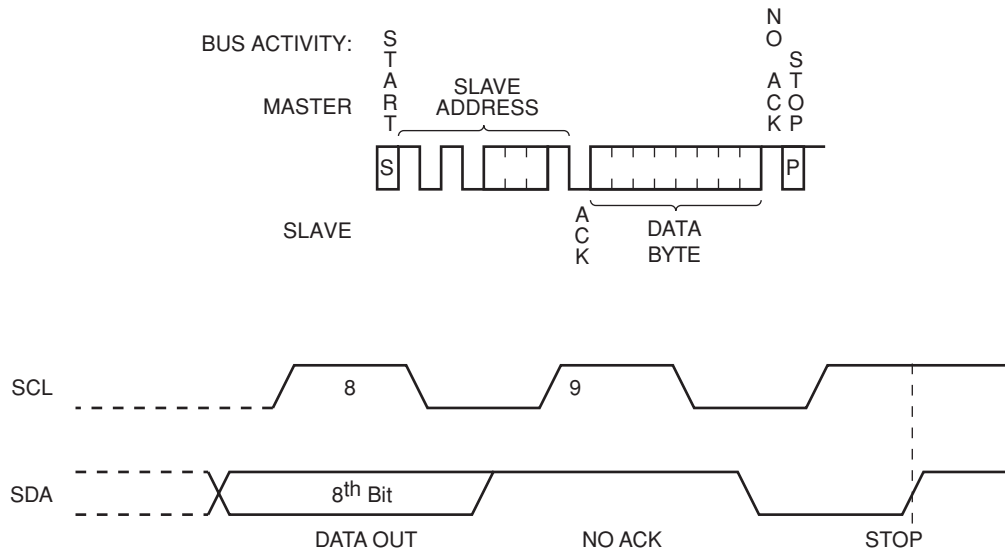 BUS ACTIVITY:
MASTER
START
SLAVE
ADDRESS
NO ACK
STOP
S
P
SLAVE
ACK
DATA
BYTE
SCL
8
9
SDA
8th Bit
DATA OUT
NO ACK
STOP